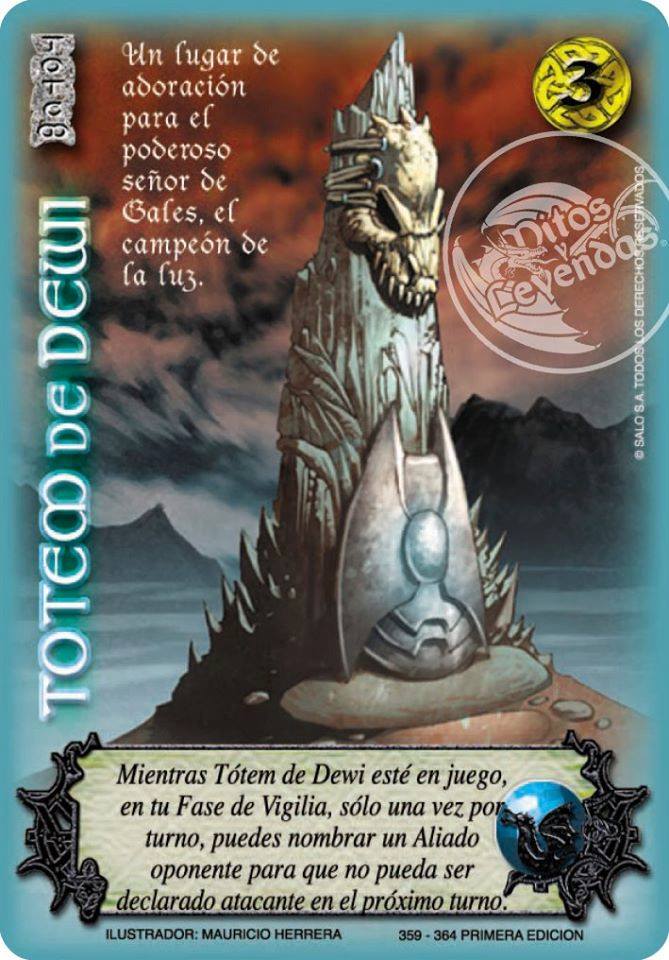 TOTEM
Un lugar de
adoración
para el
poderoso
señor de
Gales, el
campeón de
la luz.
3
Mitos
y
Leyendas
© SALO S.A. TODOS LOS DERECHOS RESERVADOS
TOTEM DE DEWI
Mientras Tótem de Dewi esté en juego,
en tu Fase de Vigilia, sólo una vez por
turno, puedes nombrar un Aliado
oponente para que no pueda ser
declarado atacante en el próximo turno.
ILUSTRADOR: MAURICIO HERRERA 359 - 364 PRIMERA EDICION